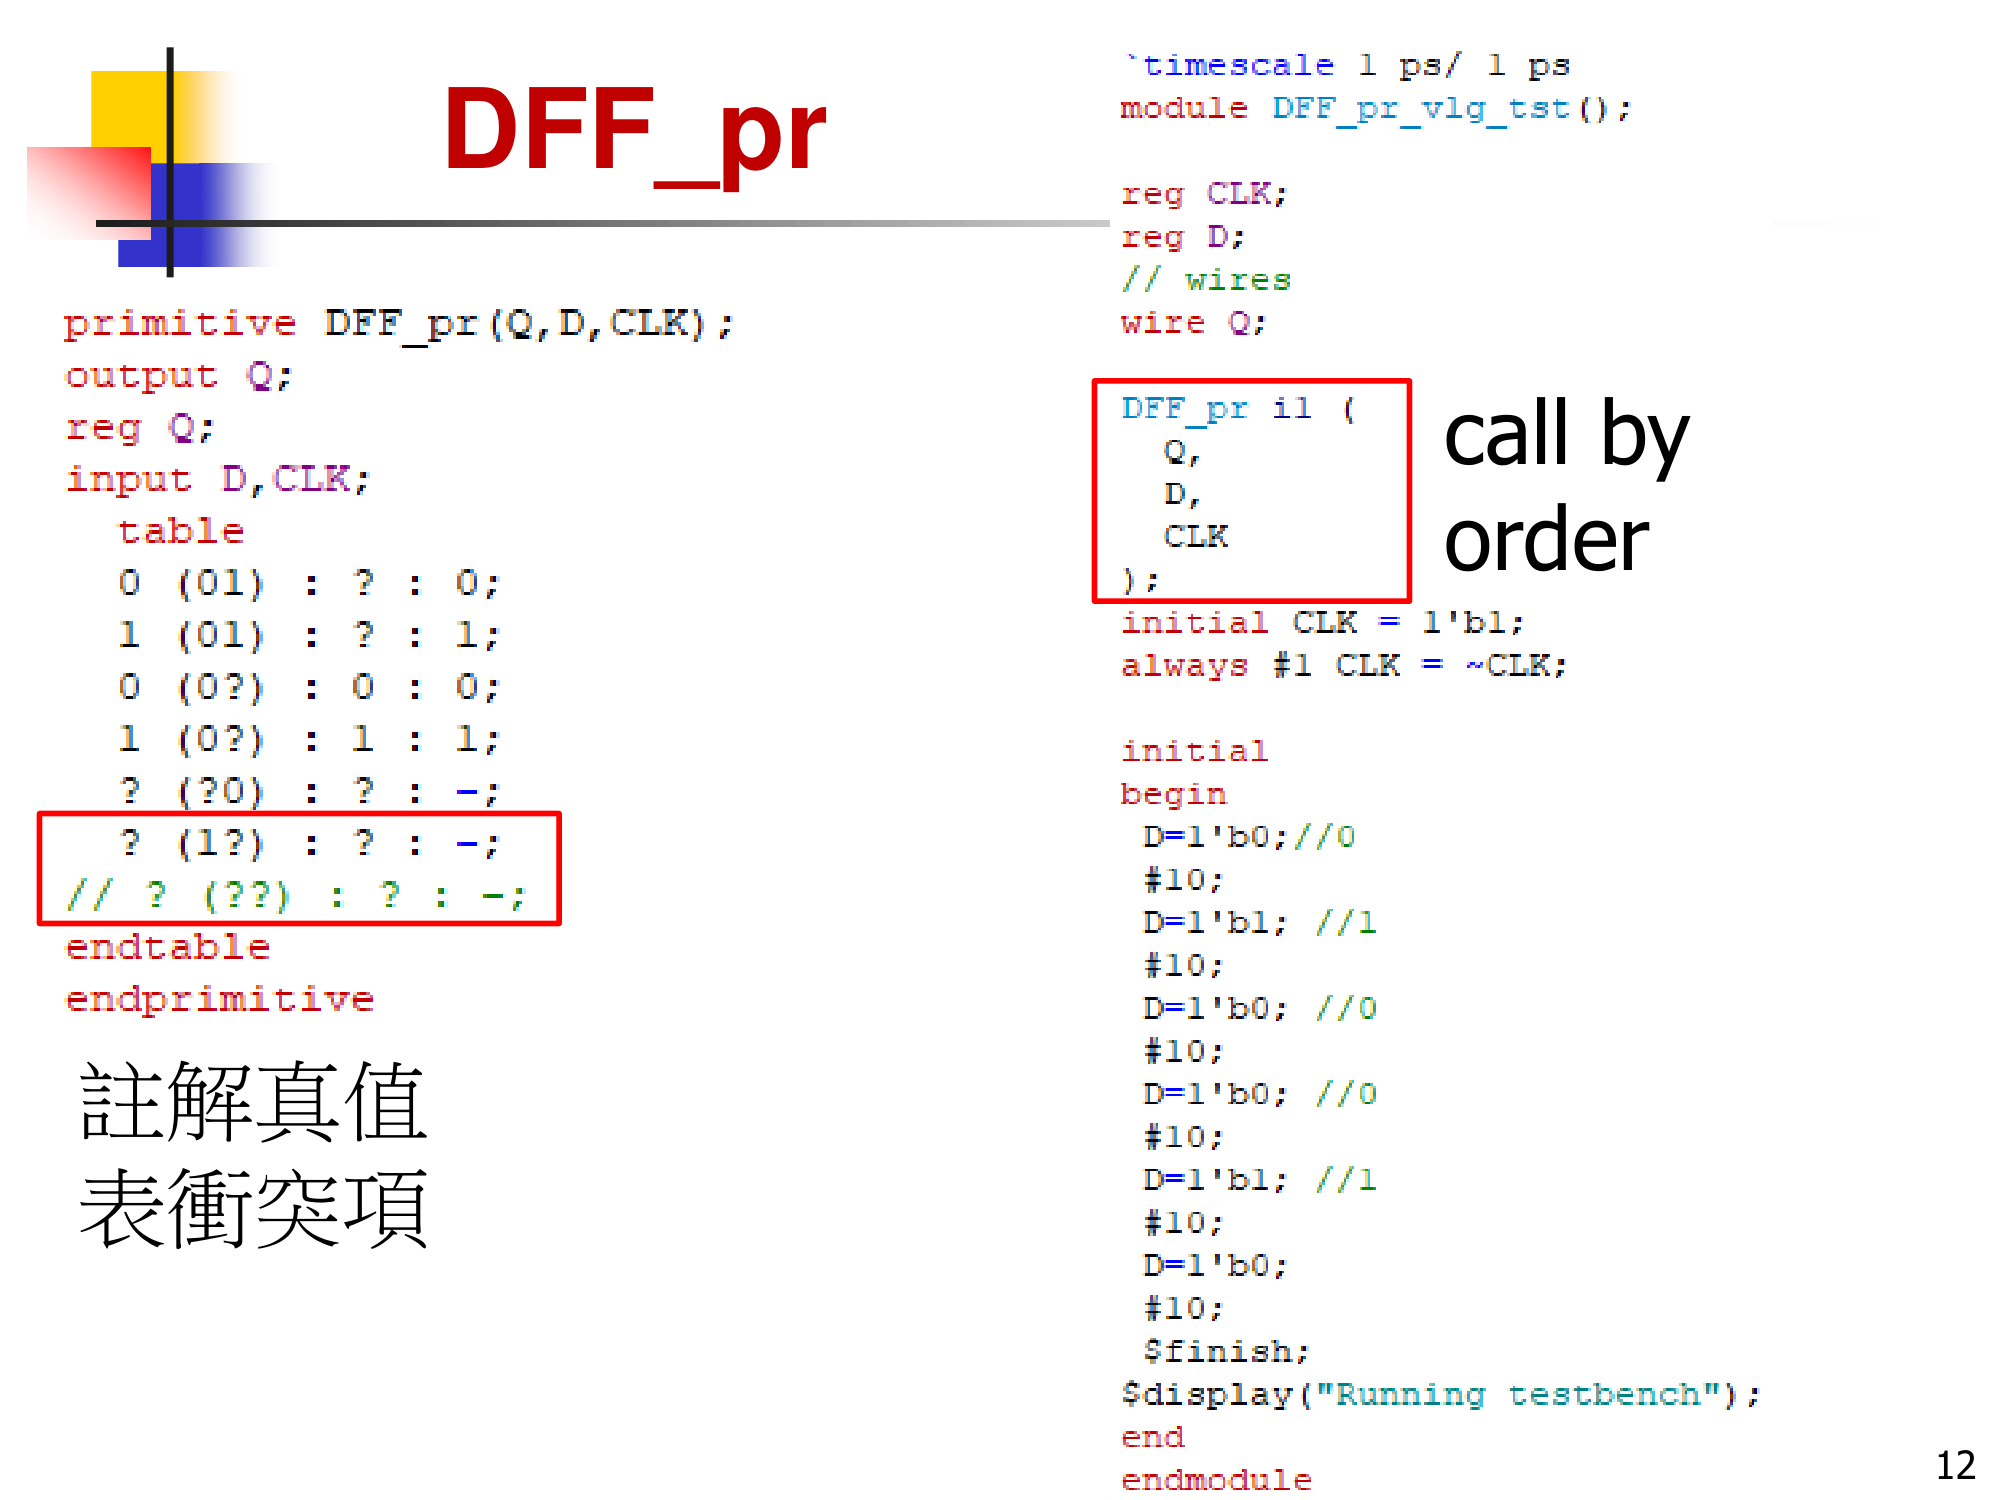 DFF_pr
primitive DFF_pr(Q,D,CLK);
output Q;
reg Q;
input D,CLK;
table
0 (01) : ? : 0;
1 (01) : ? : 1;
0 (0?) : 0 : 0;
1 (0?) : 1 : 1;
? (?0) : ? : -;
? (1?) : ? : -;
// ? (??) : ? : -;
endtable
endprimitive
註解真值
表衝突項
`timescale 1 ps/ 1 ps
module DFF_pr_vlg_tst();
reg CLK;
reg D;
// wires
wire Q;
DFF_pr i1 (
Q,
D,
CLK
);
call by
order
initial CLK = 1'b1;
always #1 CLK = ~CLK;
initial
begin
D=1'b0;//0
#10;
D=1'b1; //1
#10;
D=1'b0; //0
#10;
D=1'b0; //0
#10;
D=1'b1; //1
#10;
D=1'b0;
#10;
$finish;
$display("Running testbench");
end
endmodule
12